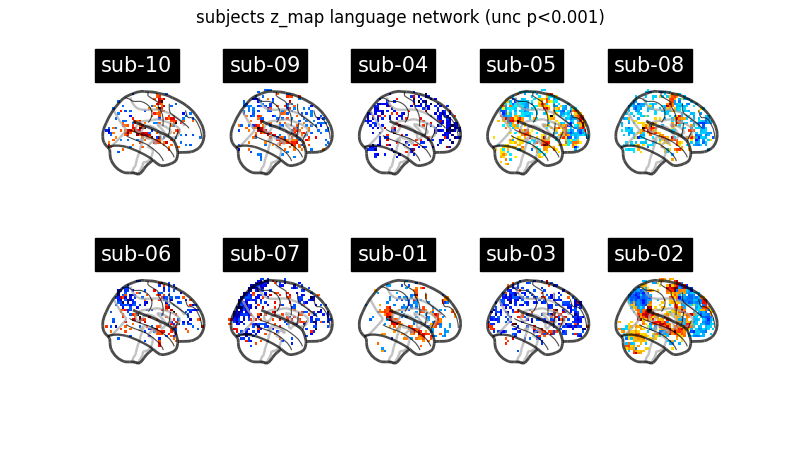 subjects z_map language network (unc p<0.001)
sub-10 sub-09 sub-04 sub-05 sub-08
sub-06 sub-07 sub-01 sub-03 sub-02